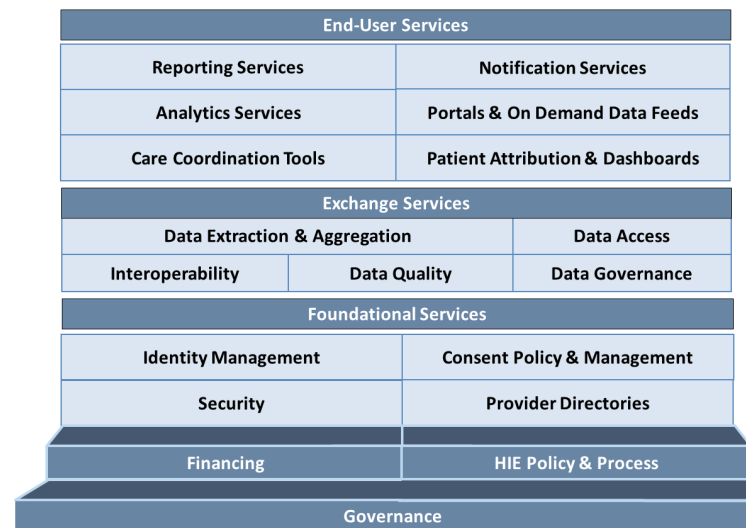 End-User Services
Reporting Services
Notification Services
Analytics Services
Portals & On Demand Data Feeds
Care Coordination Tools
Patient Attribution & Dashboards
Exchange Services
Data Extraction & Aggregation
Data Access
Interoperability
Data Quality
Data Governance
Foundational Services
Identity Management
Consent Policy & Management
Security
Provider Directories
Financing
HIE Policy & Process
Governance